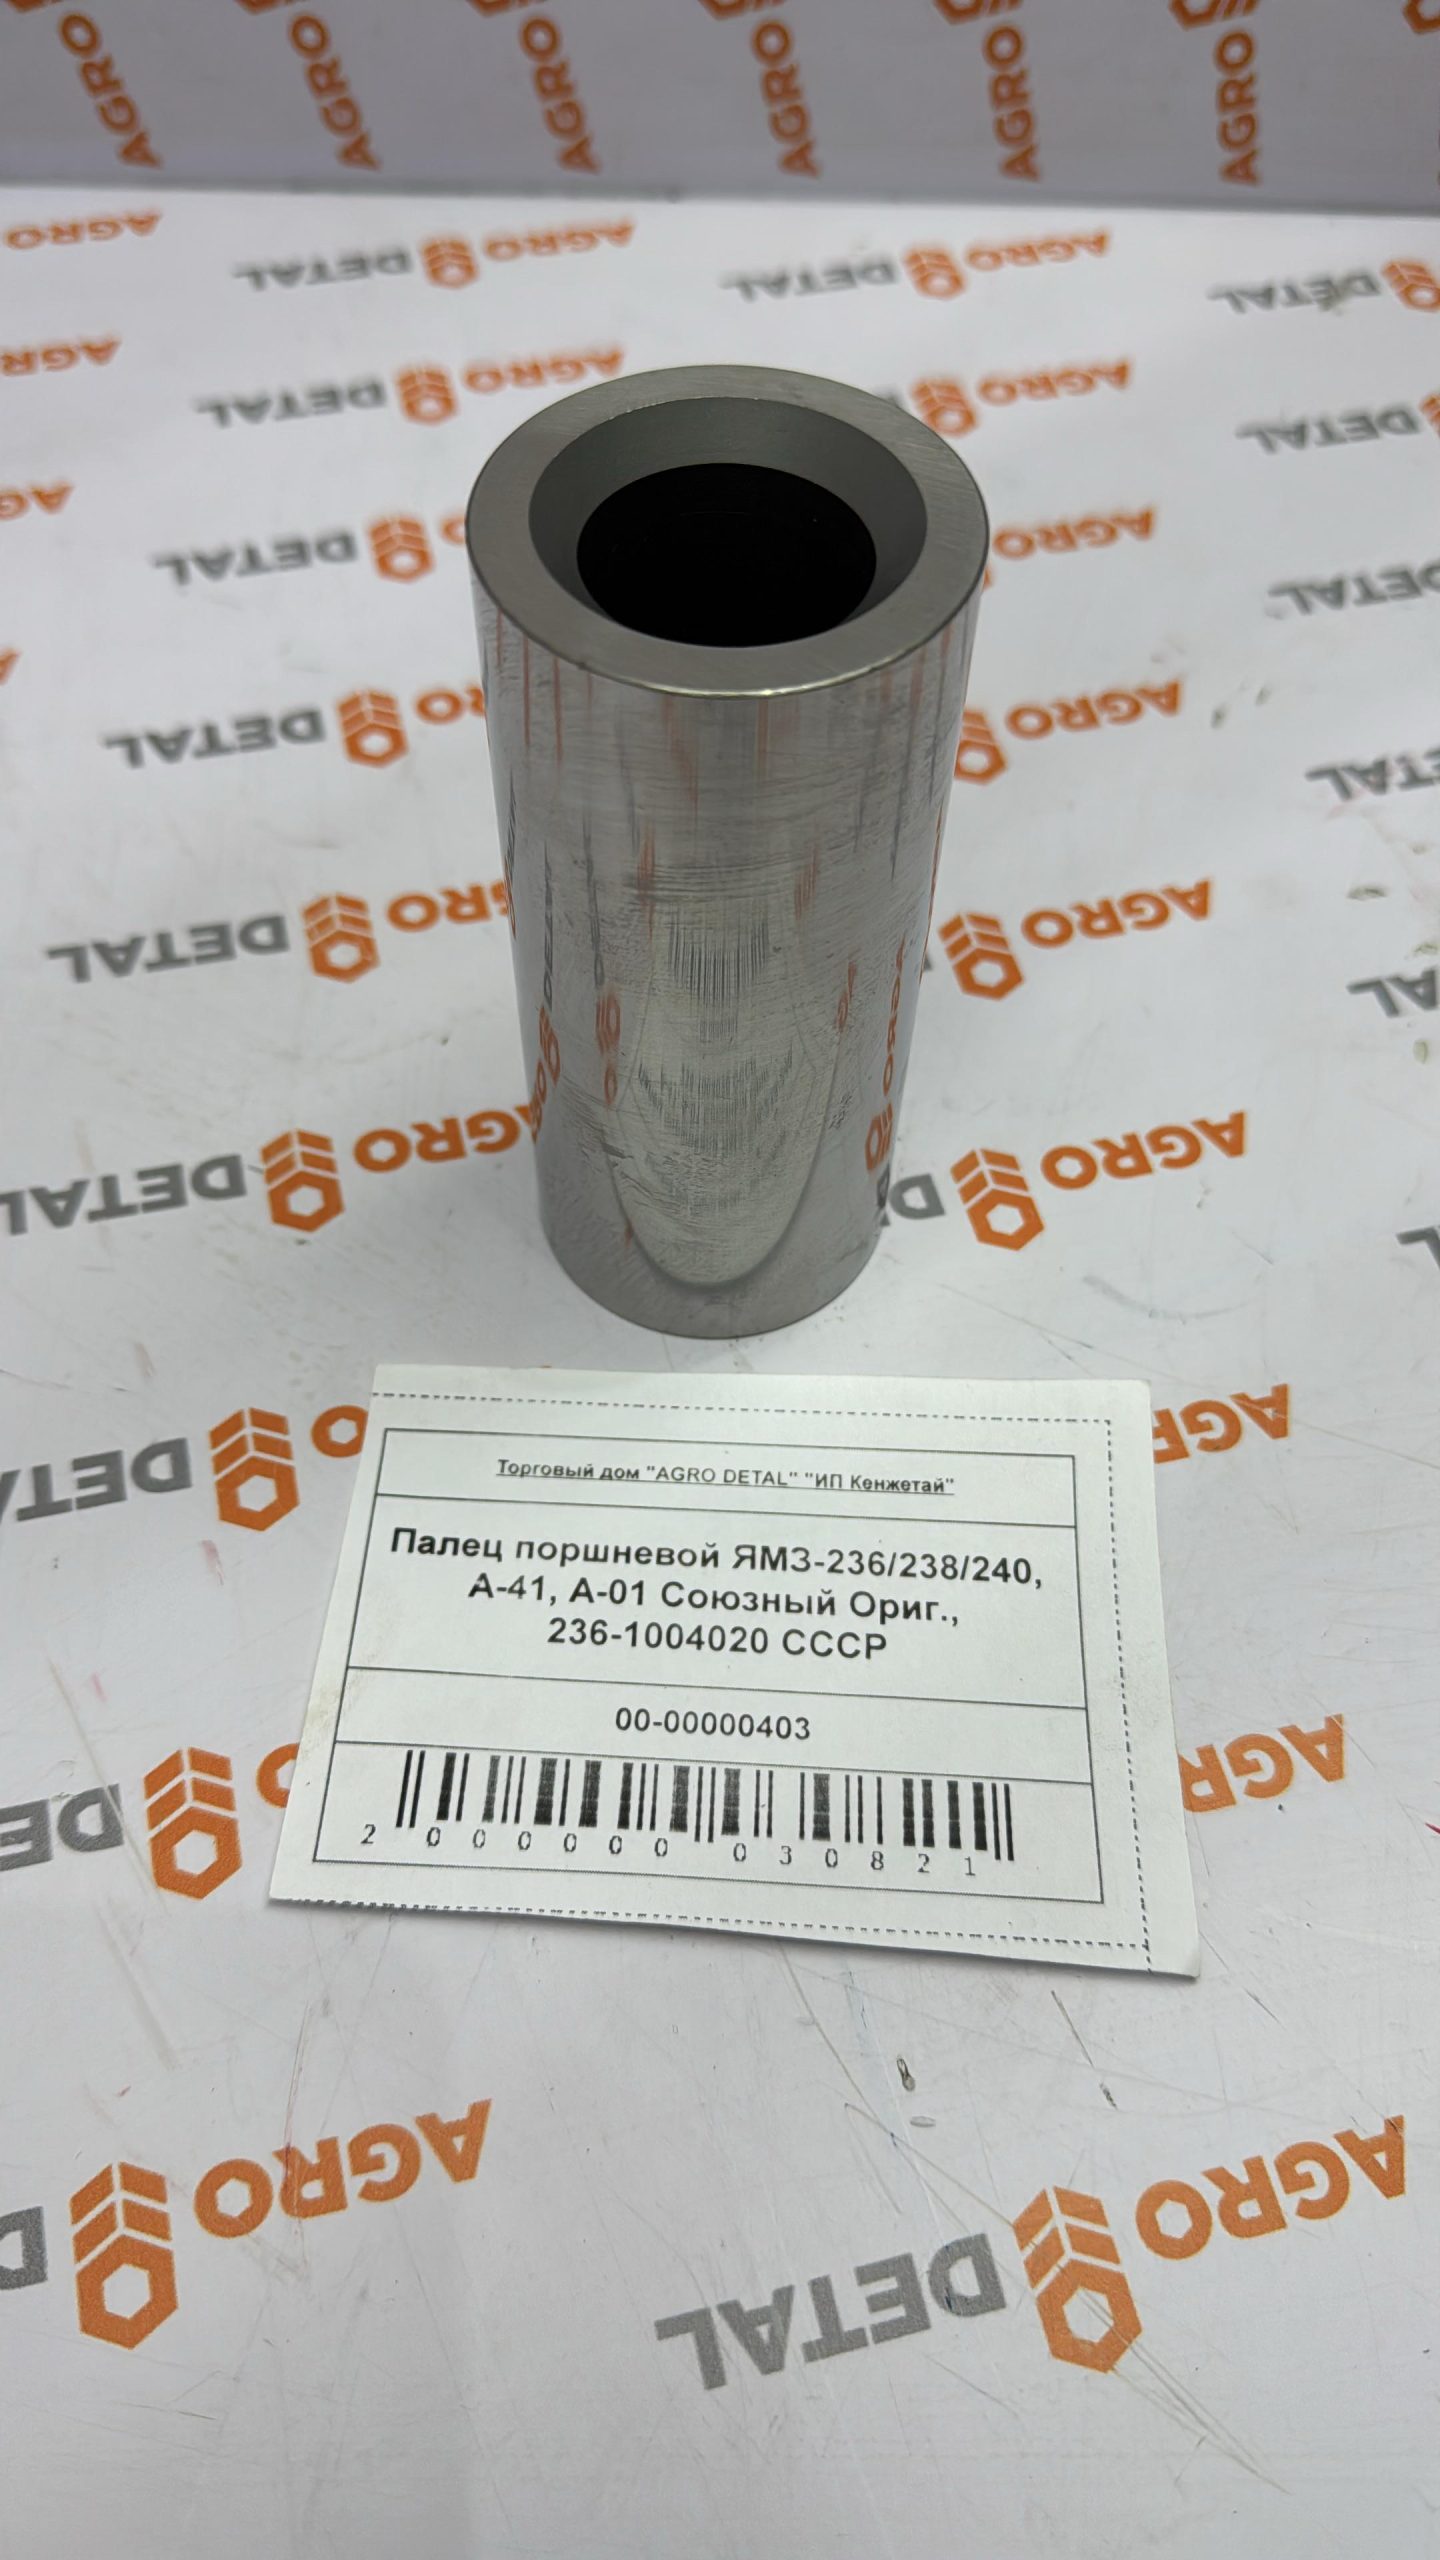 AGRO DETAL
Торговый дом "AGRO DETAL" "ИП Кенжетай"
Палец поршневой ЯМЗ-236/238/240,
А-41, А-01 Союзный Ориг.,
236-1004020 СССР
00-00000403
2 000000 030821